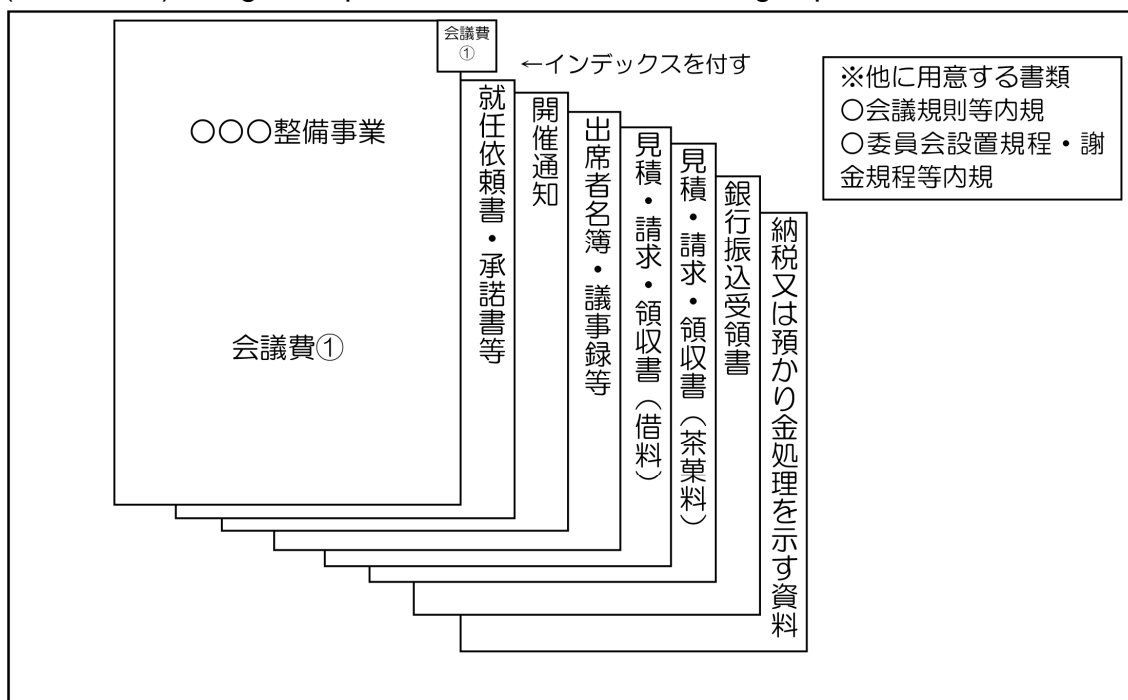 会議費
①
←インデックスを付す
〇〇〇整備事業
会議費①
就任依頼書・承諾書等
開催通知
出席者名簿・議事録等
見積・請求・領収書（借料）
見積・請求・領収書（茶菓料）
銀行振込受領書
納税又は預かり金処理を示す資料
※他に用意する書類
〇会議規則等内規
〇委員会設置規程・謝
金規程等内規